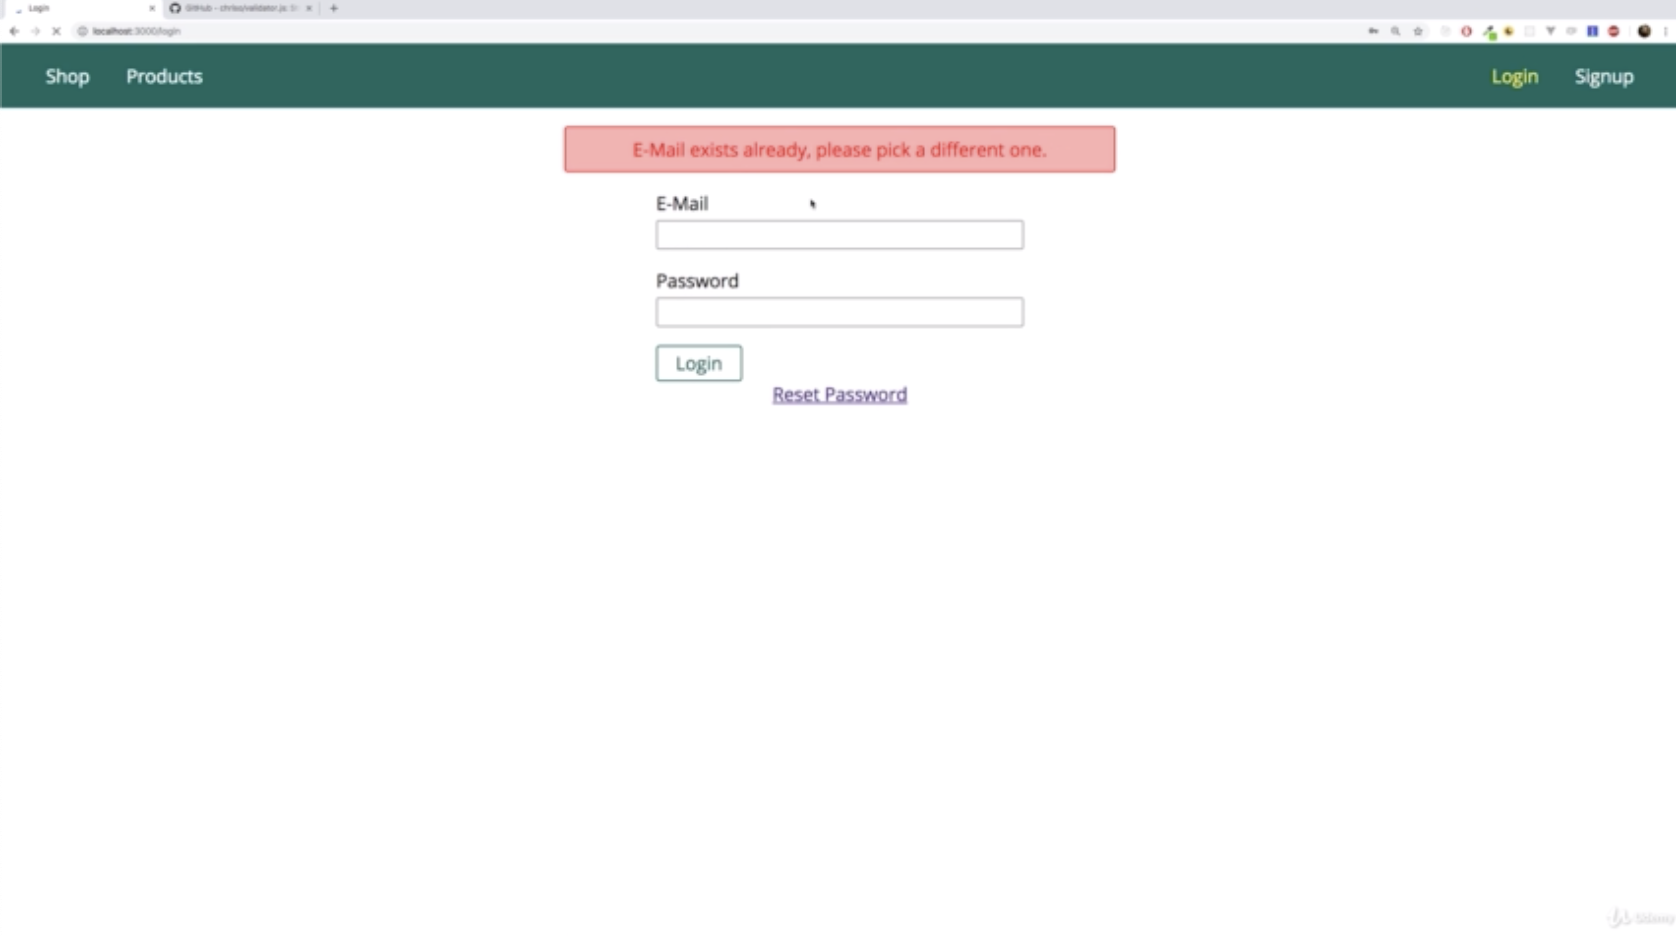 Login
GitHub - chriso/validator.js: St
localhost:3000/login
Shop Products Login Signup
E-Mail exists already, please pick a different one.
E-Mail
Password
Login
Reset Password
Udemy